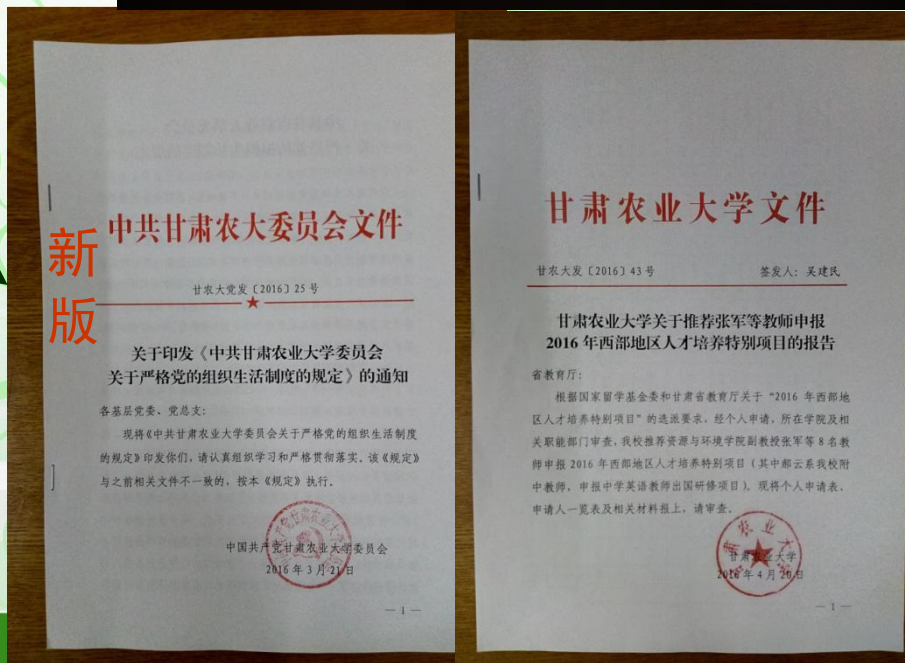 新
版
中共甘肃农大委员会文件
甘农大党发〔2016〕25号
关于印发《中共甘肃农业大学委员会
关于严格党的组织生活制度的规定》的通知
各基层党委、党总支：
现将《中共甘肃农业大学委员会关于严格党的组织生活制度
的规定》印发你们，请认真组织学习和严格贯彻落实。该《规定》
与之前相关文件不一致的，按本《规定》执行。
中国共产党甘肃农业大学委员会
2016年3月21日
— 1 —
甘肃农业大学文件
甘农大发〔2016〕43号
签发人：吴建民
甘肃农业大学关于推荐张军等教师申报
2016年西部地区人才培养特别项目的报告
省教育厅：
根据国家留学基金委和甘肃省教育厅关于“2016 年西部地
区人才培养特别项目”的选派要求，经个人申请，所在学院及相
关职能部门审查，我校推荐资源与环境学院副教授张军等8名教
师申报2016年西部地区人才培养特别项目（其中郝云系我校附
中教师，申报中学英语教师出国研修项目）。现将个人申请表、
申请人一览表及相关材料报上，请审查。
甘肃农业大学
2016年4月20日
— 1 —